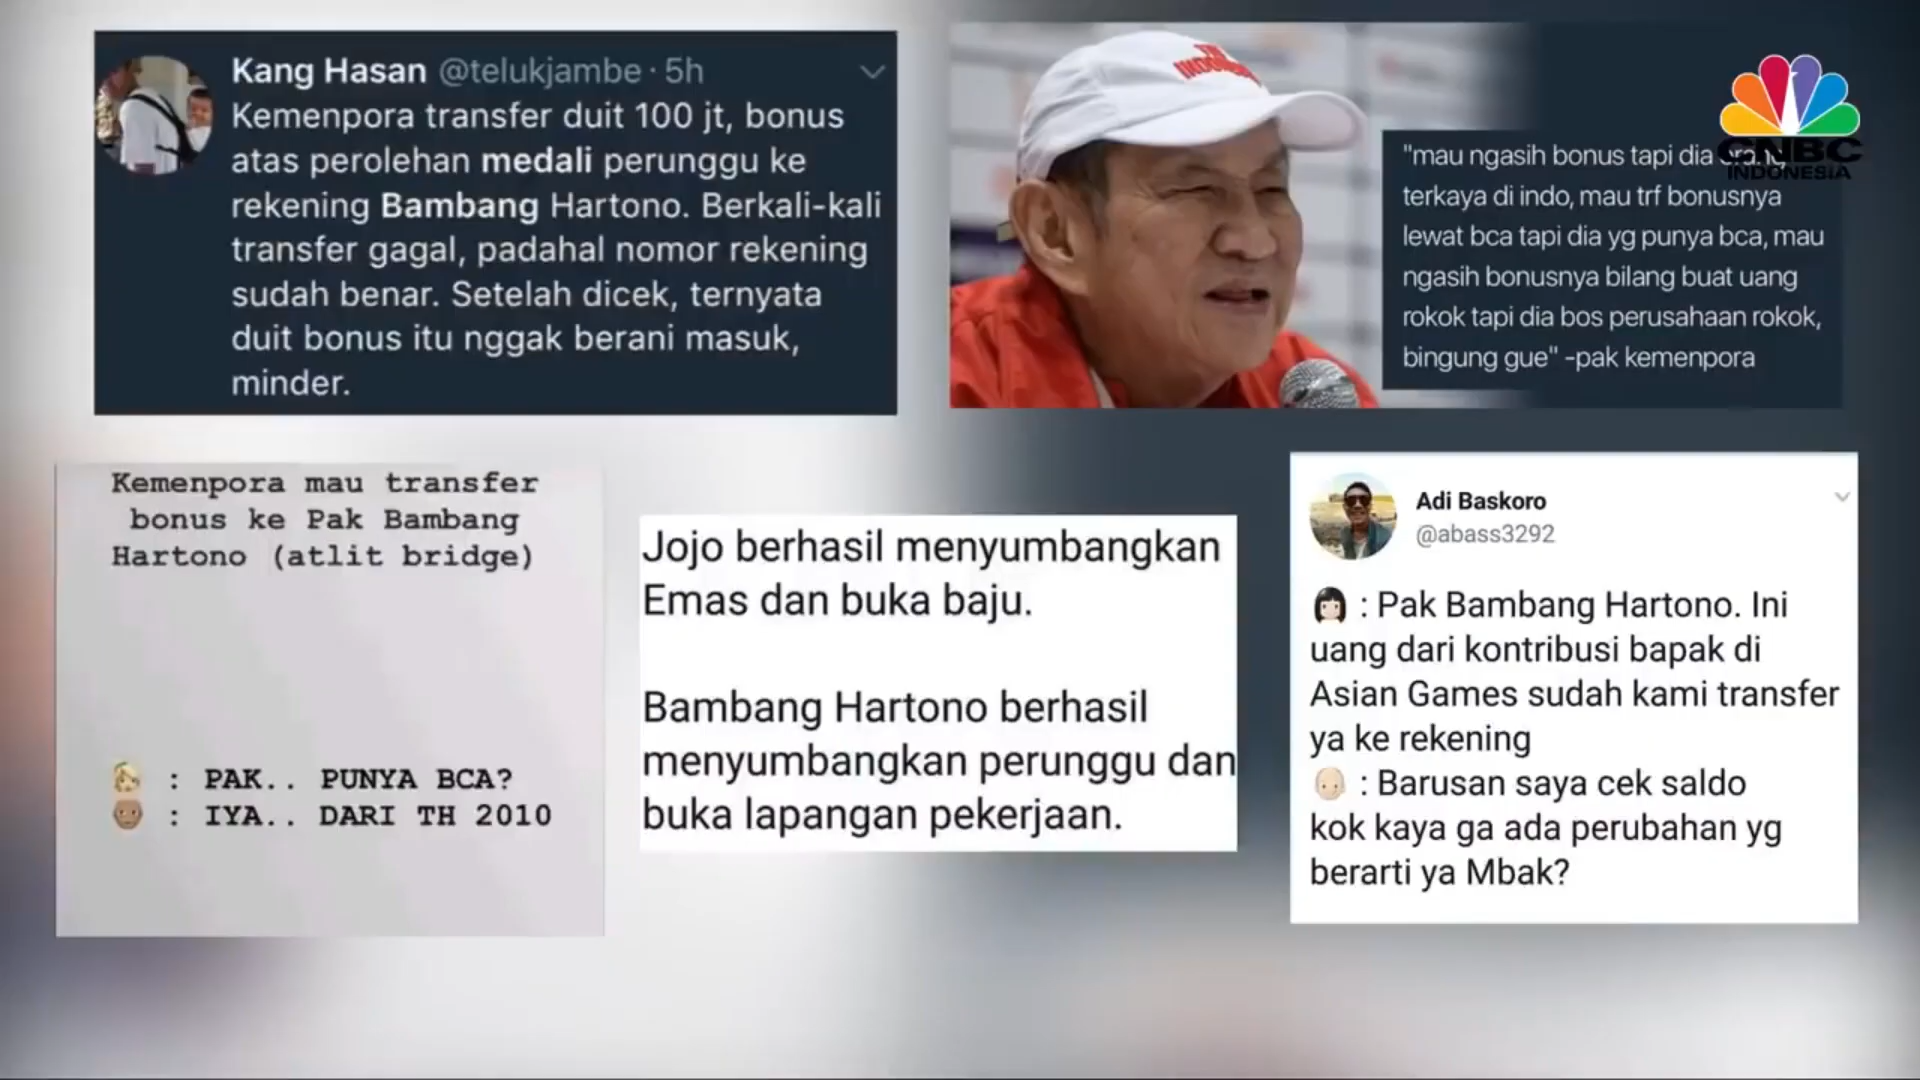 Kang Hasan @telukjambe · 5h
Kemenpora transfer duit 100 jt, bonus
atas perolehan medali perunggu ke
rekening Bambang Hartono. Berkali-kali
transfer gagal, padahal nomor rekening
sudah benar. Setelah dicek, ternyata
duit bonus itu nggak berani masuk,
minder.
"mau ngasih bonus tapi dia orang
terkaya di indo, mau trf bonusnya
lewat bca tapi dia yg punya bca, mau
ngasih bonusnya bilang buat uang
rokok tapi dia bos perusahaan rokok,
bingung gue" -pak kemenpora
CNBC
INDONESIA
Kemenpora mau transfer
bonus ke Pak Bambang
Hartono (atlit bridge)
: PAK.. PUNYA BCA?
: IYA.. DARI TH 2010
Jojo berhasil menyumbangkan
Emas dan buka baju.
Bambang Hartono berhasil
menyumbangkan perunggu dan
buka lapangan pekerjaan.
Adi Baskoro
@abass3292
: Pak Bambang Hartono. Ini
uang dari kontribusi bapak di
Asian Games sudah kami transfer
ya ke rekening
: Barusan saya cek saldo
kok kaya ga ada perubahan yg
berarti ya Mbak?